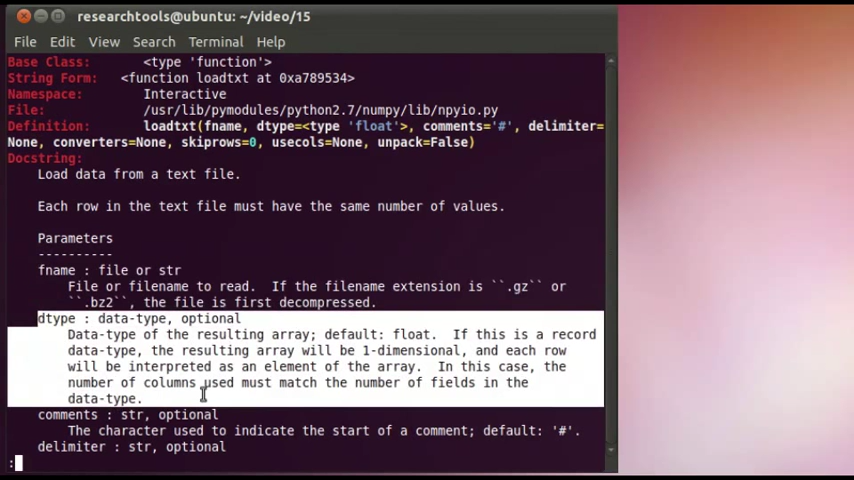 researchtools@ubuntu: ~/video/15
File Edit View Search Terminal Help
Base Class: <type 'function'>
String Form: <function loadtxt at 0xa789534>
Namespace: Interactive
File: /usr/lib/pymodules/python2.7/numpy/lib/npyio.py
Definition: loadtxt(fname, dtype=<type 'float'>, comments='#', delimiter=
None, converters=None, skiprows=0, usecols=None, unpack=False)
Docstring:
Load data from a text file.
Each row in the text file must have the same number of values.
Parameters
----------
fname : file or str
File or filename to read. If the filename extension is ``.gz`` or
``.bz2``, the file is first decompressed.
dtype : data-type, optional
Data-type of the resulting array; default: float. If this is a record
data-type, the resulting array will be 1-dimensional, and each row
will be interpreted as an element of the array. In this case, the
number of columns used must match the number of fields in the
data-type.
comments : str, optional
The character used to indicate the start of a comment; default: '#'.
delimiter : str, optional
: